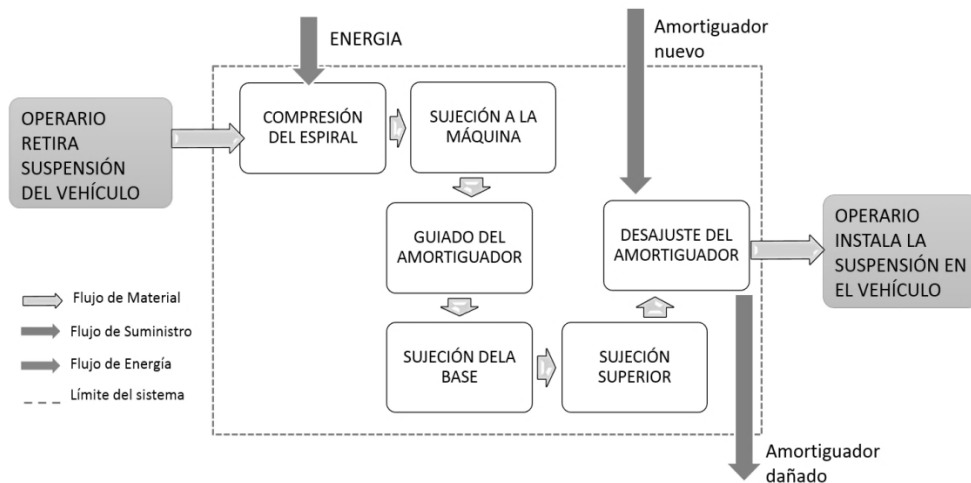 ENERGIA
Amortiguador
nuevo
OPERARIO
RETIRA
SUSPENSIÓN
DEL VEHÍCULO
COMPRESIÓN
DEL ESPIRAL
SUJECIÓN A LA
MÁQUINA
GUIADO DEL
AMORTIGUADOR
DESAJUSTE DEL
AMORTIGUADOR
OPERARIO
INSTALA LA
SUSPENSIÓN EN
EL VEHÍCULO
SUJECIÓN DELA
BASE
SUJECIÓN
SUPERIOR
Flujo de Material
Flujo de Suministro
Flujo de Energía
Límite del sistema
Amortiguador
dañado